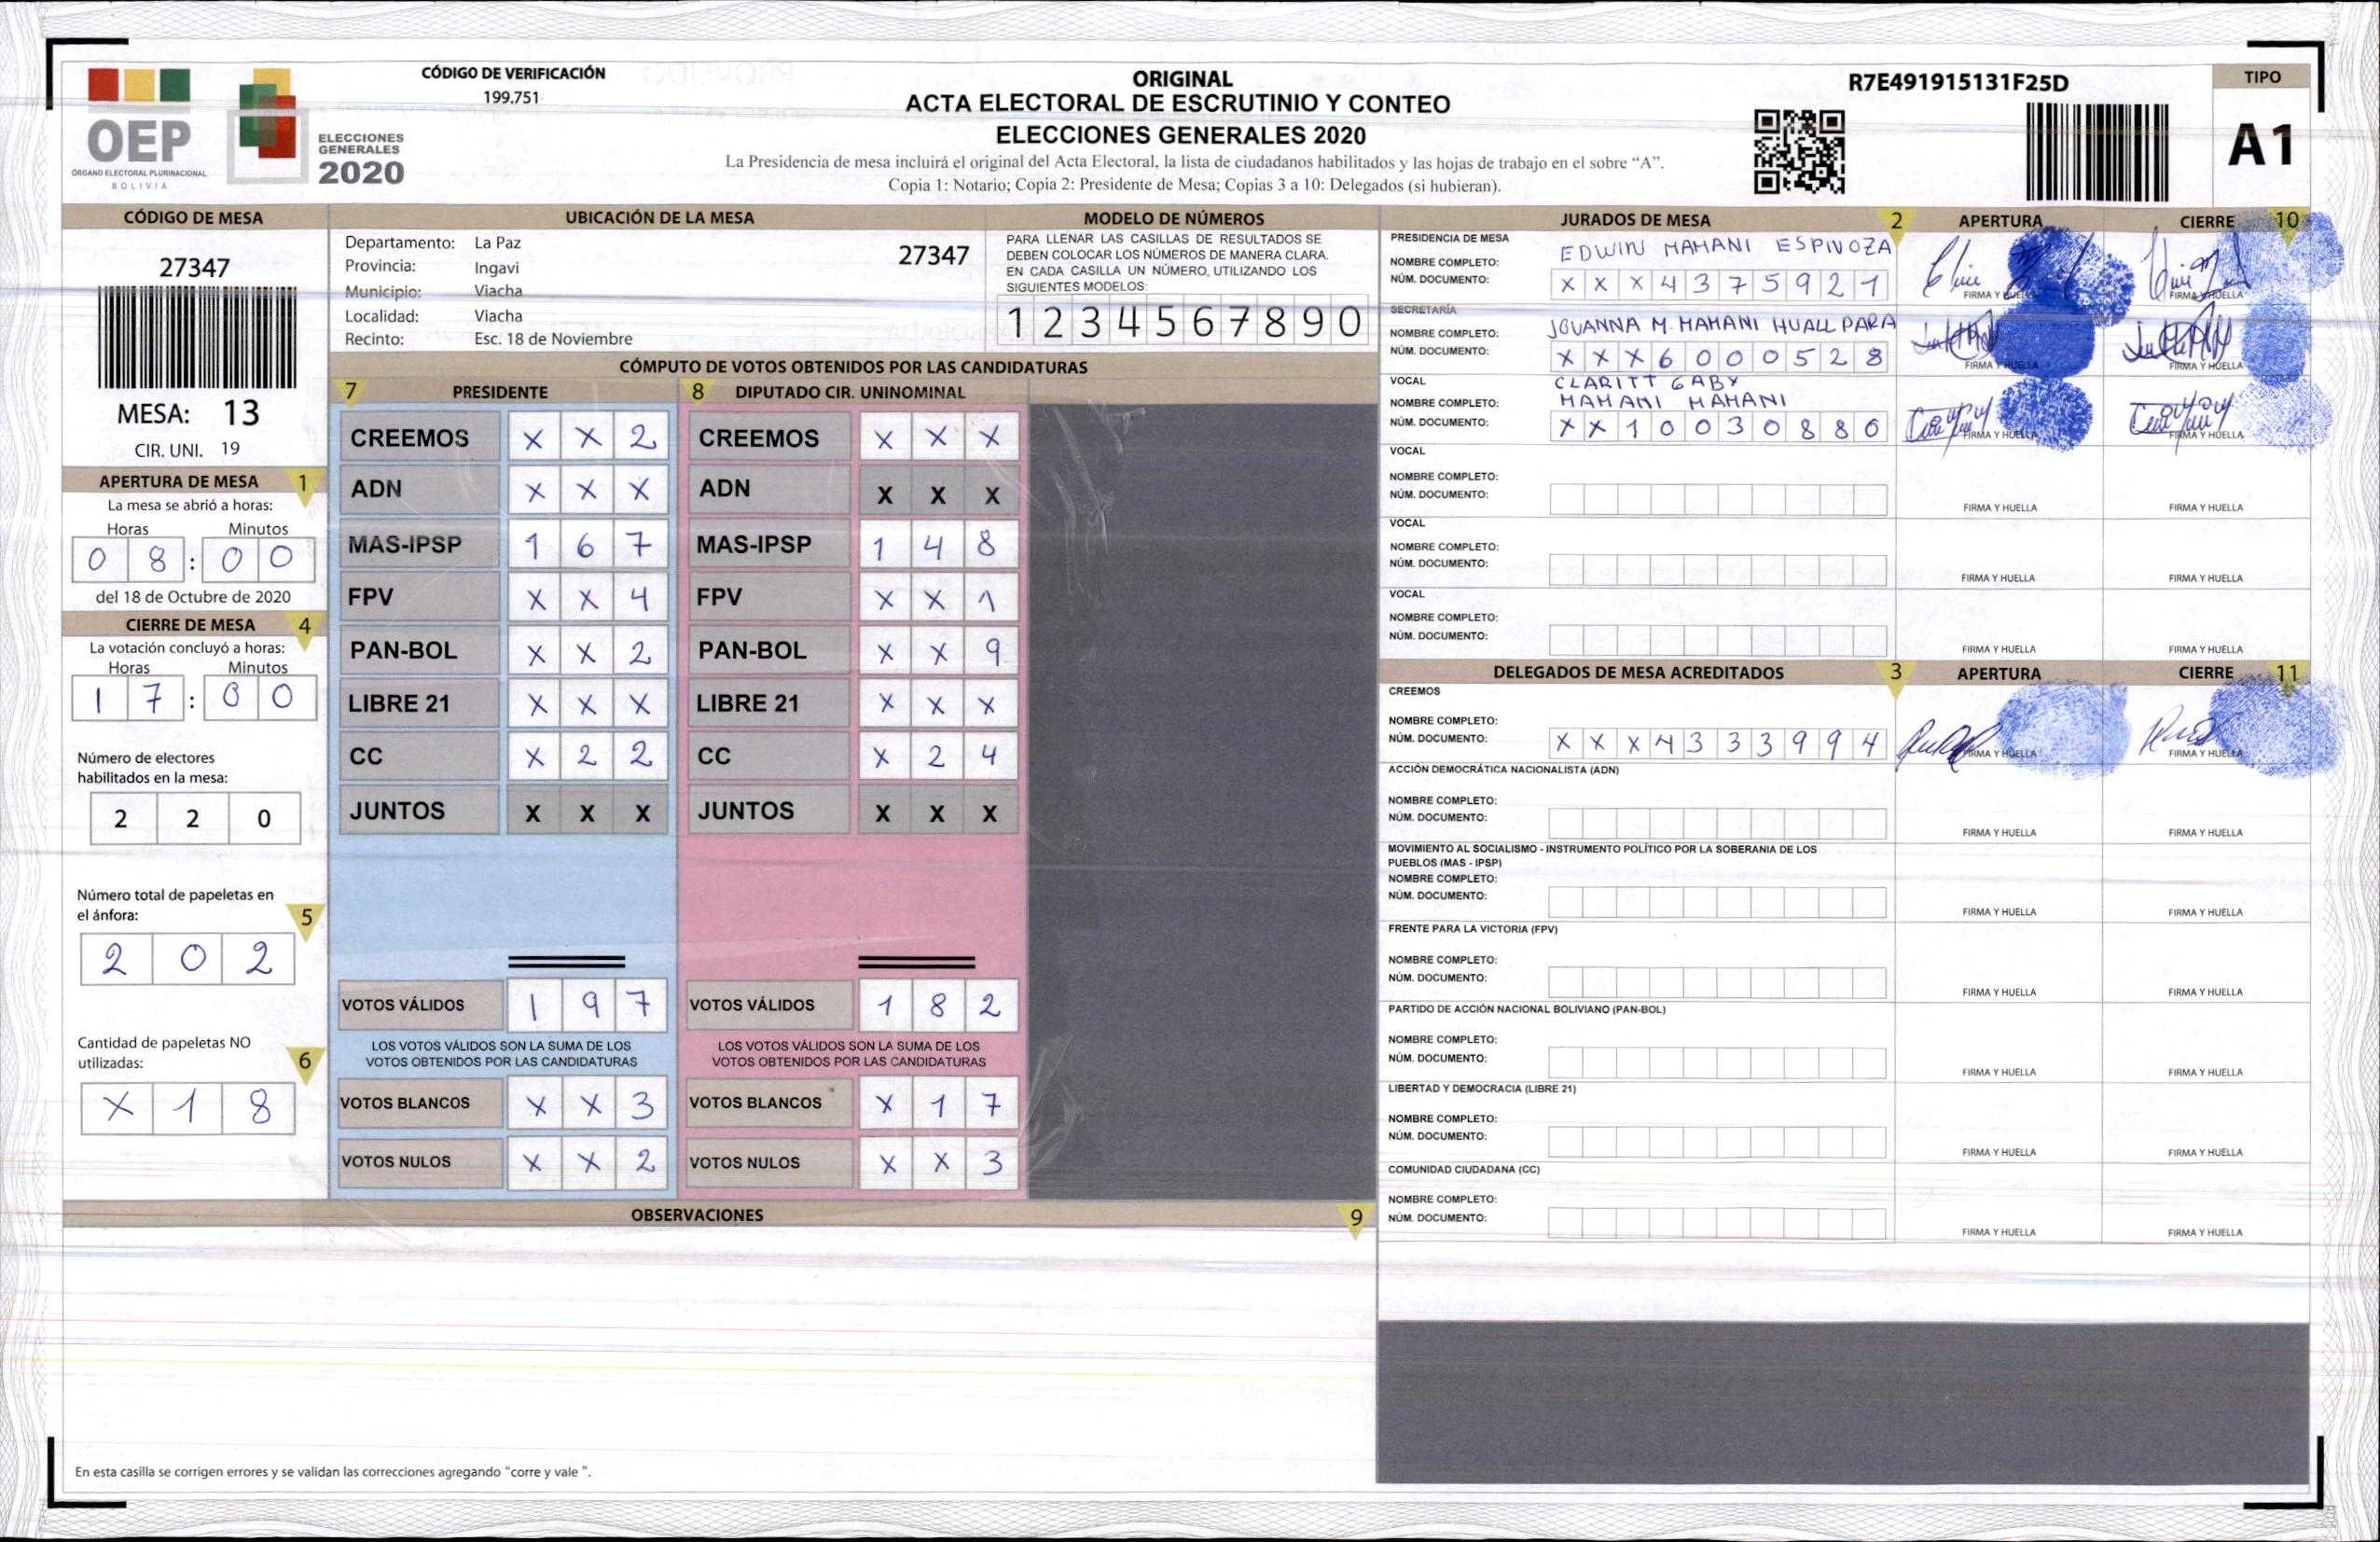 OEP
ÓRGANO ELECTORAL PLURINACIONAL
BOLIVIA
ELECCIONES
GENERALES
2020
CÓDIGO DE VERIFICACIÓN
199.751
ORIGINAL
ACTA ELECTORAL DE ESCRUTINIO Y CONTEO
ELECCIONES GENERALES 2020
La Presidencia de mesa incluirá el original del Acta Electoral, la lista de ciudadanos habilitados y las hojas de trabajo en el sobre “A”.
Copia 1: Notario; Copia 2: Presidente de Mesa; Copias 3 a 10: Delegados (si hubieran).
R7E491915131F25D
TIPO
A1
CÓDIGO DE MESA
27347
MESA: 13
CIR. UNI. 19
APERTURA DE MESA 1
La mesa se abrió a horas:
Horas Minutos
0 8 : 0 0
del 18 de Octubre de 2020
CIERRE DE MESA 4
La votación concluyó a horas:
Horas Minutos
1 7 : 0 0
Número de electores
habilitados en la mesa:
2 2 0
Número total de papeletas en
el ánfora: 5
2 0 2
Cantidad de papeletas NO
utilizadas: 6
X 1 8
UBICACIÓN DE LA MESA
Departamento: La Paz
27347
Provincia: Ingavi
Municipio: Viacha
Localidad: Viacha
Recinto: Esc. 18 de Noviembre
MODELO DE NÚMEROS
PARA LLENAR LAS CASILLAS DE RESULTADOS SE
DEBEN COLOCAR LOS NÚMEROS DE MANERA CLARA.
EN CADA CASILLA UN NÚMERO, UTILIZANDO LOS
SIGUIENTES MODELOS:
1 2 3 4 5 6 7 8 9 0
CÓMPUTO DE VOTOS OBTENIDOS POR LAS CANDIDATURAS
7 PRESIDENTE
CREEMOS X X 2
ADN X X X
MAS-IPSP 1 6 7
FPV X X 4
PAN-BOL X X 2
LIBRE 21 X X X
CC X 2 2
JUNTOS X X X
VOTOS VÁLIDOS 1 9 7
LOS VOTOS VÁLIDOS SON LA SUMA DE LOS
VOTOS OBTENIDOS POR LAS CANDIDATURAS
VOTOS BLANCOS X X 3
VOTOS NULOS X X 2
8 DIPUTADO CIR. UNINOMINAL
CREEMOS X X X
ADN X X X
MAS-IPSP 1 4 8
FPV X X 1
PAN-BOL X X 9
LIBRE 21 X X X
CC X 2 4
JUNTOS X X X
VOTOS VÁLIDOS 1 8 2
LOS VOTOS VÁLIDOS SON LA SUMA DE LOS
VOTOS OBTENIDOS POR LAS CANDIDATURAS
VOTOS BLANCOS X 1 7
VOTOS NULOS X X 3
OBSERVACIONES 9
En esta casilla se corrigen errores y se validan las correcciones agregando “corre y vale ”.
JURADOS DE MESA 2 APERTURA CIERRE 10
PRESIDENCIA DE MESA
NOMBRE COMPLETO: EDWIN MAMANI ESPINOZA
NÚM. DOCUMENTO: X X X 4 3 7 5 9 2 1
FIRMA Y HUELLA FIRMA Y HUELLA
SECRETARÍA
NOMBRE COMPLETO: JOVANNA M. MAMANI HUALLPARA
NÚM. DOCUMENTO: X X X 6 0 0 0 5 2 8
FIRMA Y HUELLA FIRMA Y HUELLA
VOCAL
NOMBRE COMPLETO: CLARITT GABY
MAMANI MAMANI
NÚM. DOCUMENTO: X X 1 0 0 3 0 8 8 0
FIRMA Y HUELLA FIRMA Y HUELLA
VOCAL
NOMBRE COMPLETO:
NÚM. DOCUMENTO:
FIRMA Y HUELLA FIRMA Y HUELLA
VOCAL
NOMBRE COMPLETO:
NÚM. DOCUMENTO:
FIRMA Y HUELLA FIRMA Y HUELLA
VOCAL
NOMBRE COMPLETO:
NÚM. DOCUMENTO:
FIRMA Y HUELLA FIRMA Y HUELLA
DELEGADOS DE MESA ACREDITADOS 3 APERTURA CIERRE 11
CREEMOS
NOMBRE COMPLETO:
NÚM. DOCUMENTO: X X X 4 3 3 3 9 9 4
FIRMA Y HUELLA FIRMA Y HUELLA
ACCIÓN DEMOCRÁTICA NACIONALISTA (ADN)
NOMBRE COMPLETO:
NÚM. DOCUMENTO:
FIRMA Y HUELLA FIRMA Y HUELLA
MOVIMIENTO AL SOCIALISMO - INSTRUMENTO POLÍTICO POR LA SOBERANIA DE LOS
PUEBLOS (MAS - IPSP)
NOMBRE COMPLETO:
NÚM. DOCUMENTO:
FIRMA Y HUELLA FIRMA Y HUELLA
FRENTE PARA LA VICTORIA (FPV)
NOMBRE COMPLETO:
NÚM. DOCUMENTO:
FIRMA Y HUELLA FIRMA Y HUELLA
PARTIDO DE ACCIÓN NACIONAL BOLIVIANO (PAN-BOL)
NOMBRE COMPLETO:
NÚM. DOCUMENTO:
FIRMA Y HUELLA FIRMA Y HUELLA
LIBERTAD Y DEMOCRACIA (LIBRE 21)
NOMBRE COMPLETO:
NÚM. DOCUMENTO:
FIRMA Y HUELLA FIRMA Y HUELLA
COMUNIDAD CIUDADANA (CC)
NOMBRE COMPLETO:
NÚM. DOCUMENTO:
FIRMA Y HUELLA FIRMA Y HUELLA